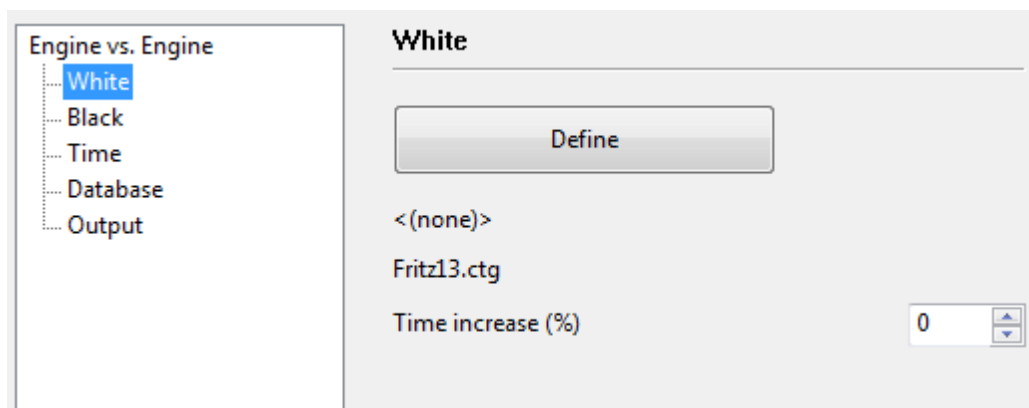 Engine vs. Engine
White
Black
Time
Database
Output
White
Define
<(none)>
Fritz13.ctg
Time increase (%) 0